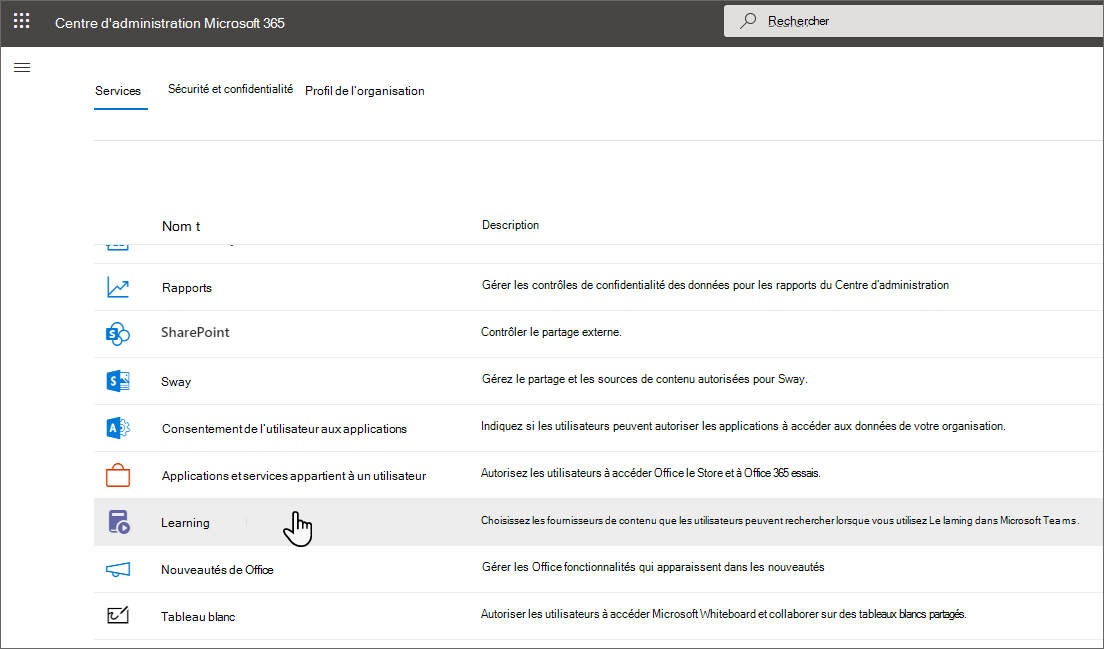 Centre d'administration Microsoft 365
Rechercher
Services Sécurité et confidentialité Profil de l'organisation
Nom t Description
Rapports Gérer les contrôles de confidentialité des données pour les rapports du Centre d'administration
SharePoint Contrôler le partage externe.
Sway Gérez le partage et les sources de contenu autorisées pour Sway.
Consentement de l'utilisateur aux applications Indiquez si les utilisateurs peuvent autoriser les applications à accéder aux données de votre organisation.
Applications et services appartient à un utilisateur Autorisez les utilisateurs à accéder Office le Store et à Office 365 essais.
Learning Choisissez les fournisseurs de contenu que les utilisateurs peuvent rechercher lorsque vous utilisez Le laming dans Microsoft Teams.
Nouveautés de Office Gérer les Office fonctionnalités qui apparaissent dans les nouveautés
Tableau blanc Autoriser les utilisateurs à accéder Microsoft Whiteboard et collaborer sur des tableaux blancs partagés.